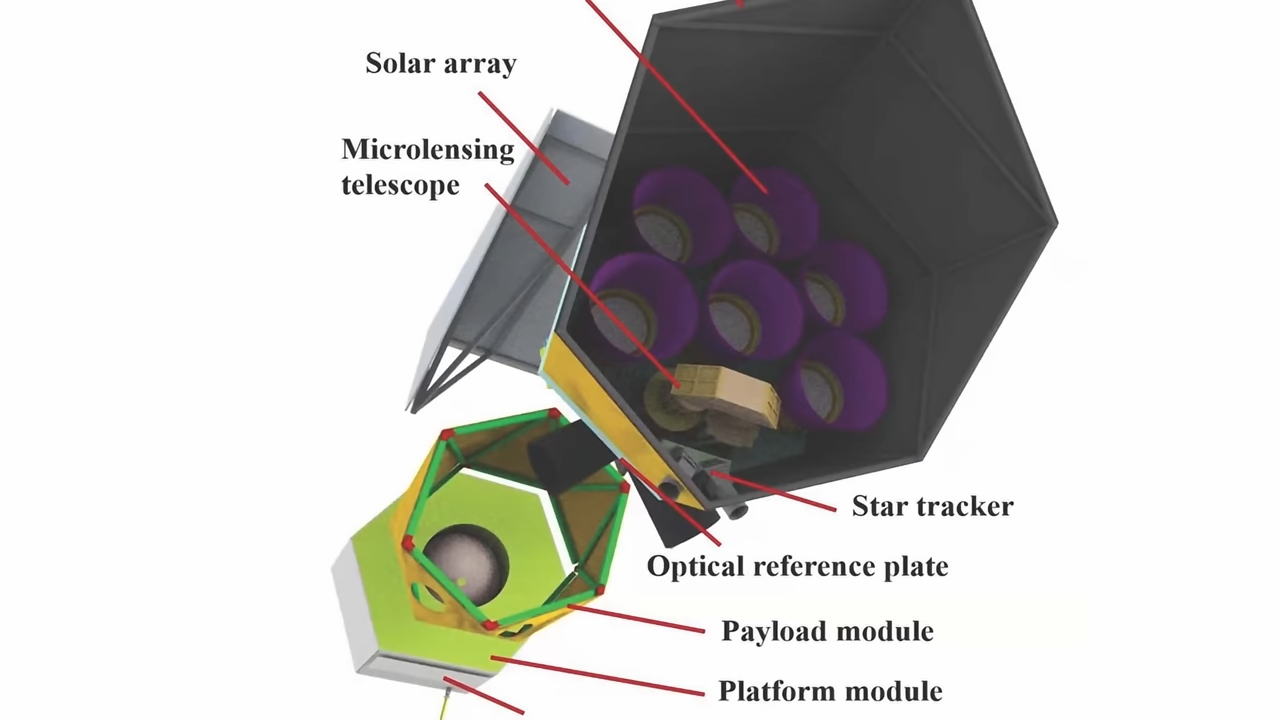 Solar array
Microlensing
telescope
Star tracker
Optical reference plate
Payload module
Platform module